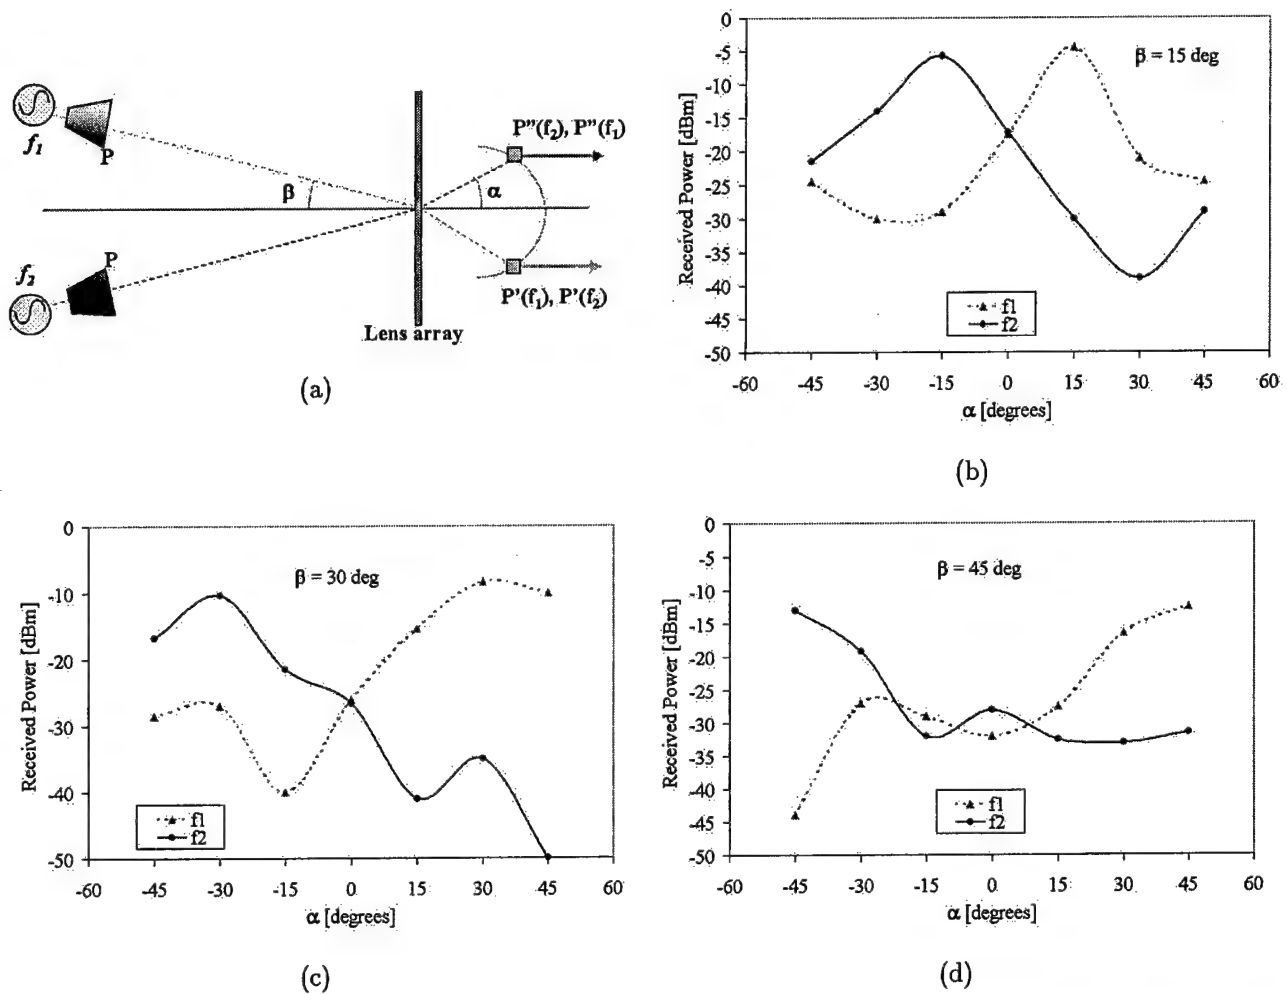 f₁
P
β
α
P"(f₂), P"(f₁)
P
f₂
P'(f₁), P'(f₂)
Lens array
(a)
β = 15 deg
Received Power [dBm]
0
-5
-10
-15
-20
-25
-30
-35
-40
-45
-50
f1
f2
-60 -45 -30 -15 0 15 30 45 60
α [degrees]
(b)
β = 30 deg
Received Power [dBm]
0
-10
-20
-30
-40
-50
f1
f2
-60 -45 -30 -15 0 15 30 45 60
α [degrees]
(c)
β = 45 deg
Received Power [dBm]
0
-5
-10
-15
-20
-25
-30
-35
-40
-45
-50
f1
f2
-60 -45 -30 -15 0 15 30 45 60
α [degrees]
(d)